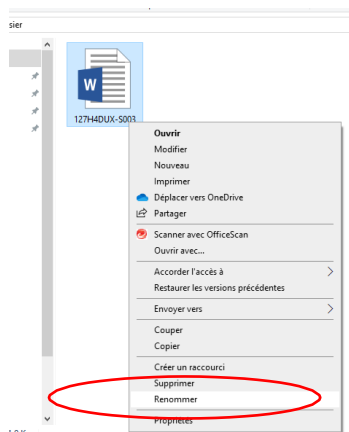 sier
W
127H4DUX-S003
Ouvrir
Modifier
Nouveau
Imprimer
Déplacer vers OneDrive
Partager
Scanner avec OfficeScan
Ouvrir avec...
Accorder l'accès à
Restaurer les versions précédentes
Envoyer vers
Couper
Copier
Créer un raccourci
Supprimer
Renommer
Propriétés